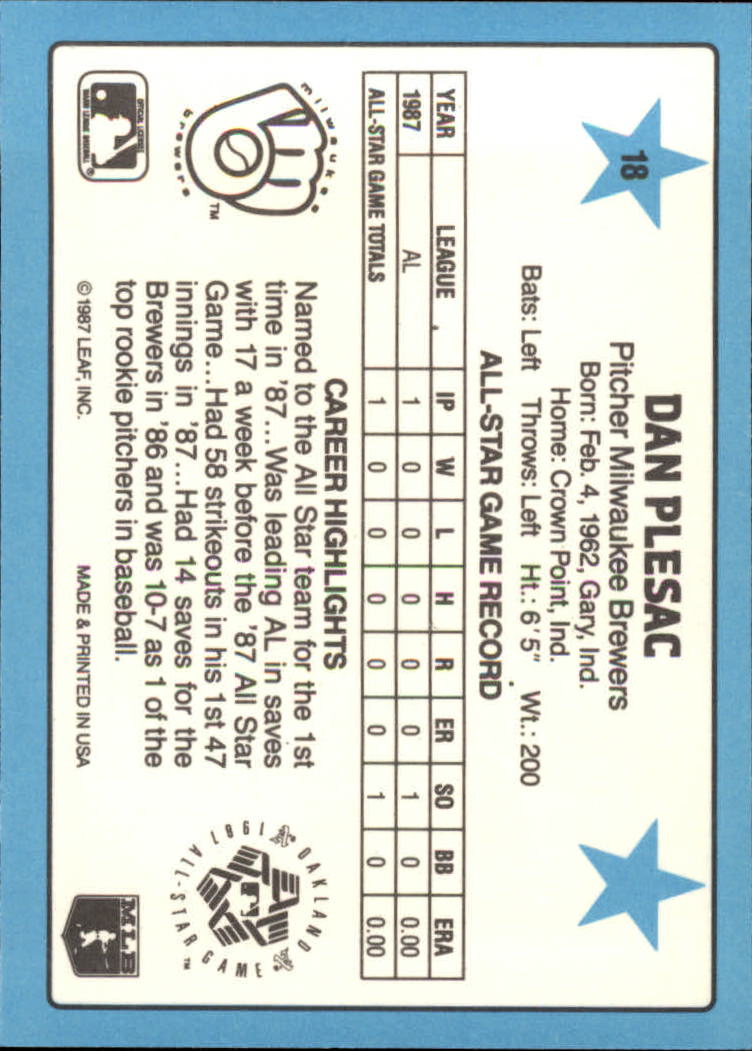 18
DAN PLESAC
Pitcher Milwaukee Brewers
Born: Feb. 4, 1962, Gary, Ind.
Home: Crown Point, Ind.
Bats: Left Throws: Left Ht.: 6'5" Wt.: 200
ALL-STAR GAME RECORD
YEAR LEAGUE IP W L H R ER SO BB ERA
1987 AL 1 0 0 0 0 0 1 0 0.00
ALL-STAR GAME TOTALS 1 0 0 0 0 0 1 0 0.00
CAREER HIGHLIGHTS
Named to the All Star team for the 1st
time in '87...Was leading AL in saves
with 17 a week before the '87 All Star
Game...Had 58 strikeouts in his 1st 47
innings in '87...Had 14 saves for the
Brewers in '86 and was 10-7 as 1 of the
top rookie pitchers in baseball.
milwaukee
brewers
TM
OAKLAND
1987 ALL-STAR GAME
TM
OFFICIAL LICENSEE
MAJOR LEAGUE BASEBALL
®
© 1987 LEAF, INC.
MADE & PRINTED IN USA
MLB